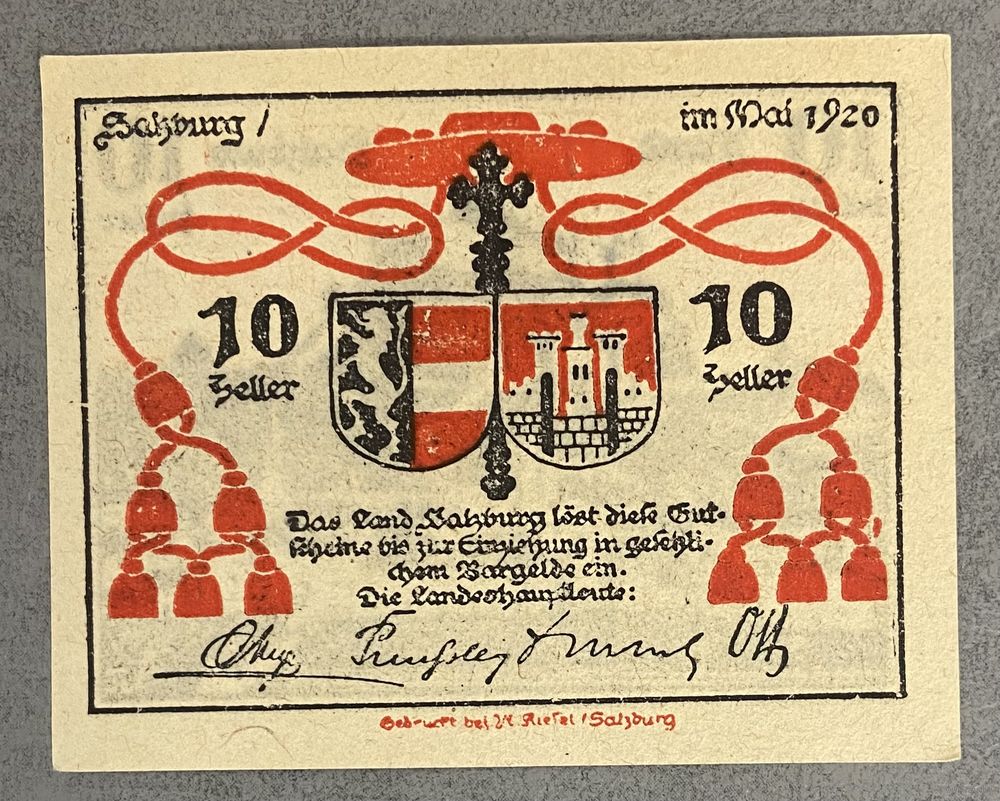 Salzburg /
im Mai 1920
10
Heller
10
Heller
Das Land Salzburg löst diese Gut-
scheine bis zur Einziehung in gesetzli-
chem Bargelde ein.
Die Landeshauptleute:
Ott
Gedruckt bei R. Kiesel / Salzburg